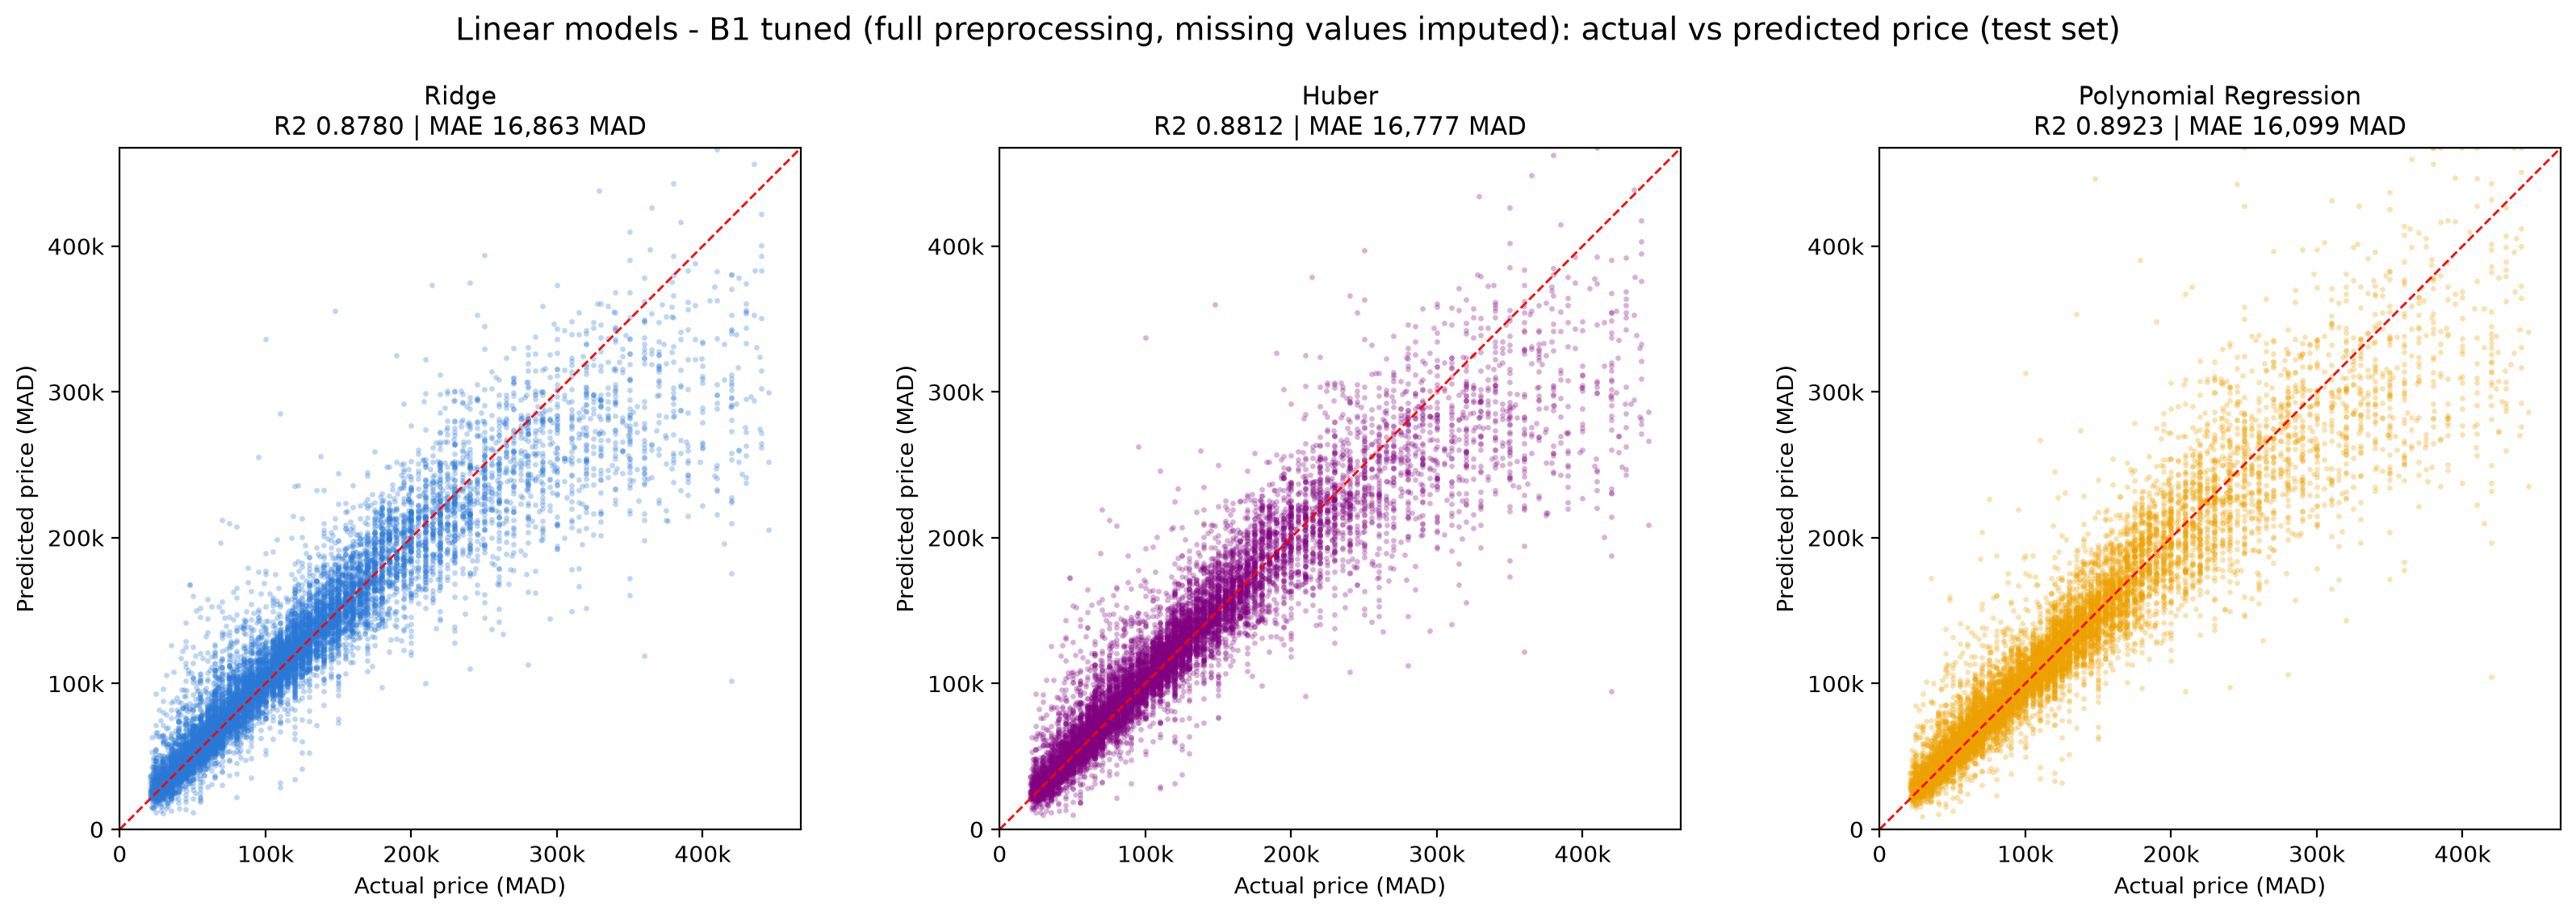 Linear models - B1 tuned (full preprocessing, missing values imputed): actual vs predicted price (test set)
Ridge
R2 0.8780 | MAE 16,863 MAD
400k
300k
200k
100k
0
Predicted price (MAD)
0 100k 200k 300k 400k
Actual price (MAD)
Huber
R2 0.8812 | MAE 16,777 MAD
400k
300k
200k
100k
0
Predicted price (MAD)
0 100k 200k 300k 400k
Actual price (MAD)
Polynomial Regression
R2 0.8923 | MAE 16,099 MAD
400k
300k
200k
100k
0
Predicted price (MAD)
0 100k 200k 300k 400k
Actual price (MAD)